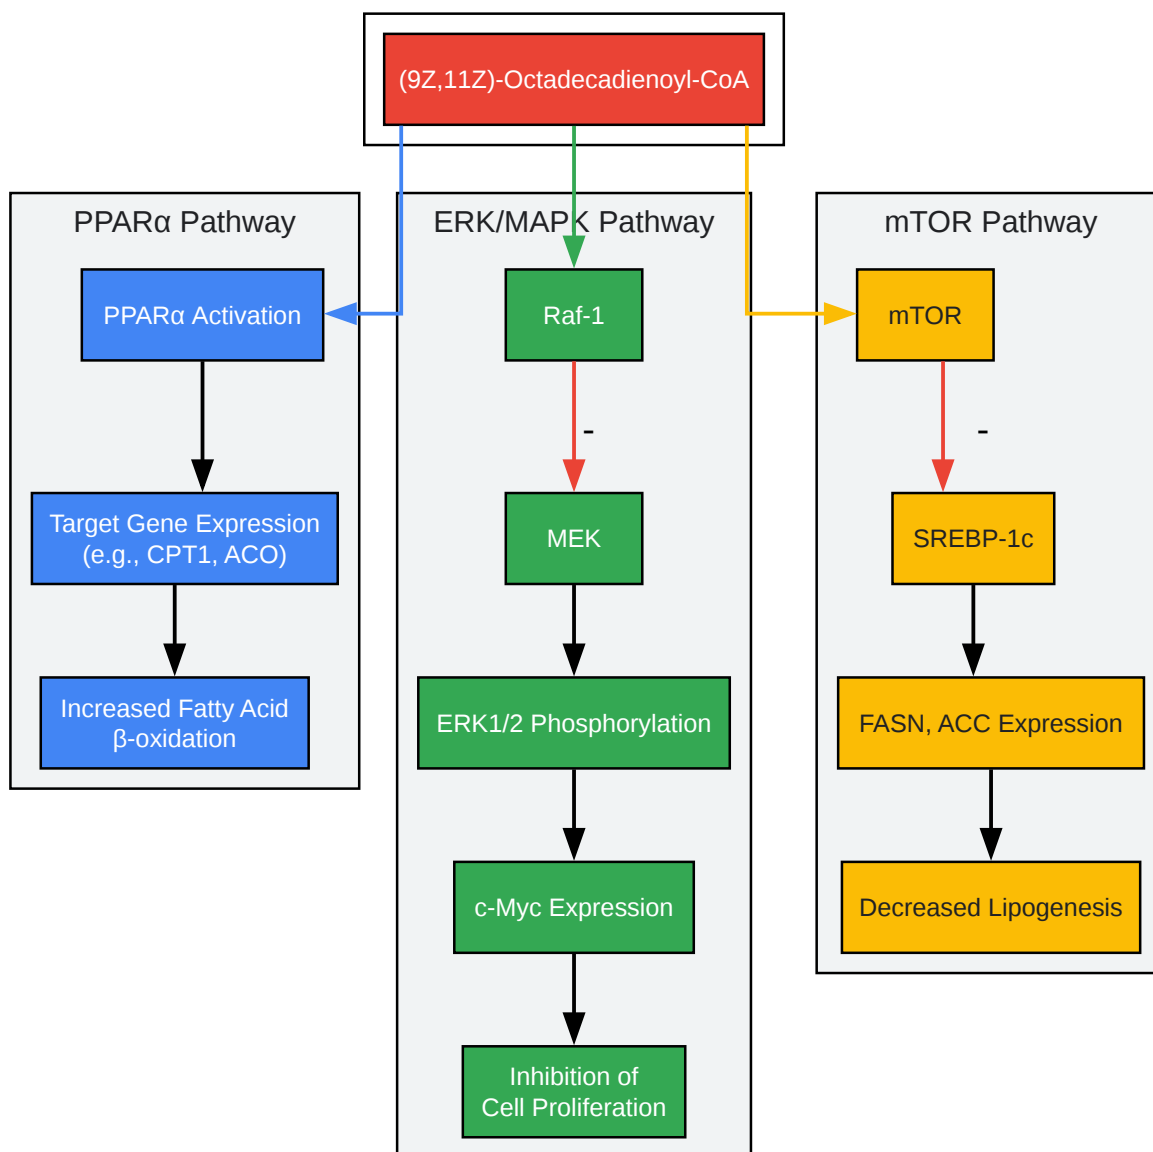 (9Z,11Z)-Octadecadienoyl-CoA
PPARα Pathway
PPARα Activation
Target Gene Expression
(e.g., CPT1, ACO)
Increased Fatty Acid
β-oxidation
ERK/MAPK Pathway
Raf-1
-
MEK
ERK1/2 Phosphorylation
c-Myc Expression
Inhibition of
Cell Proliferation
mTOR Pathway
mTOR
-
SREBP-1c
FASN, ACC Expression
Decreased Lipogenesis